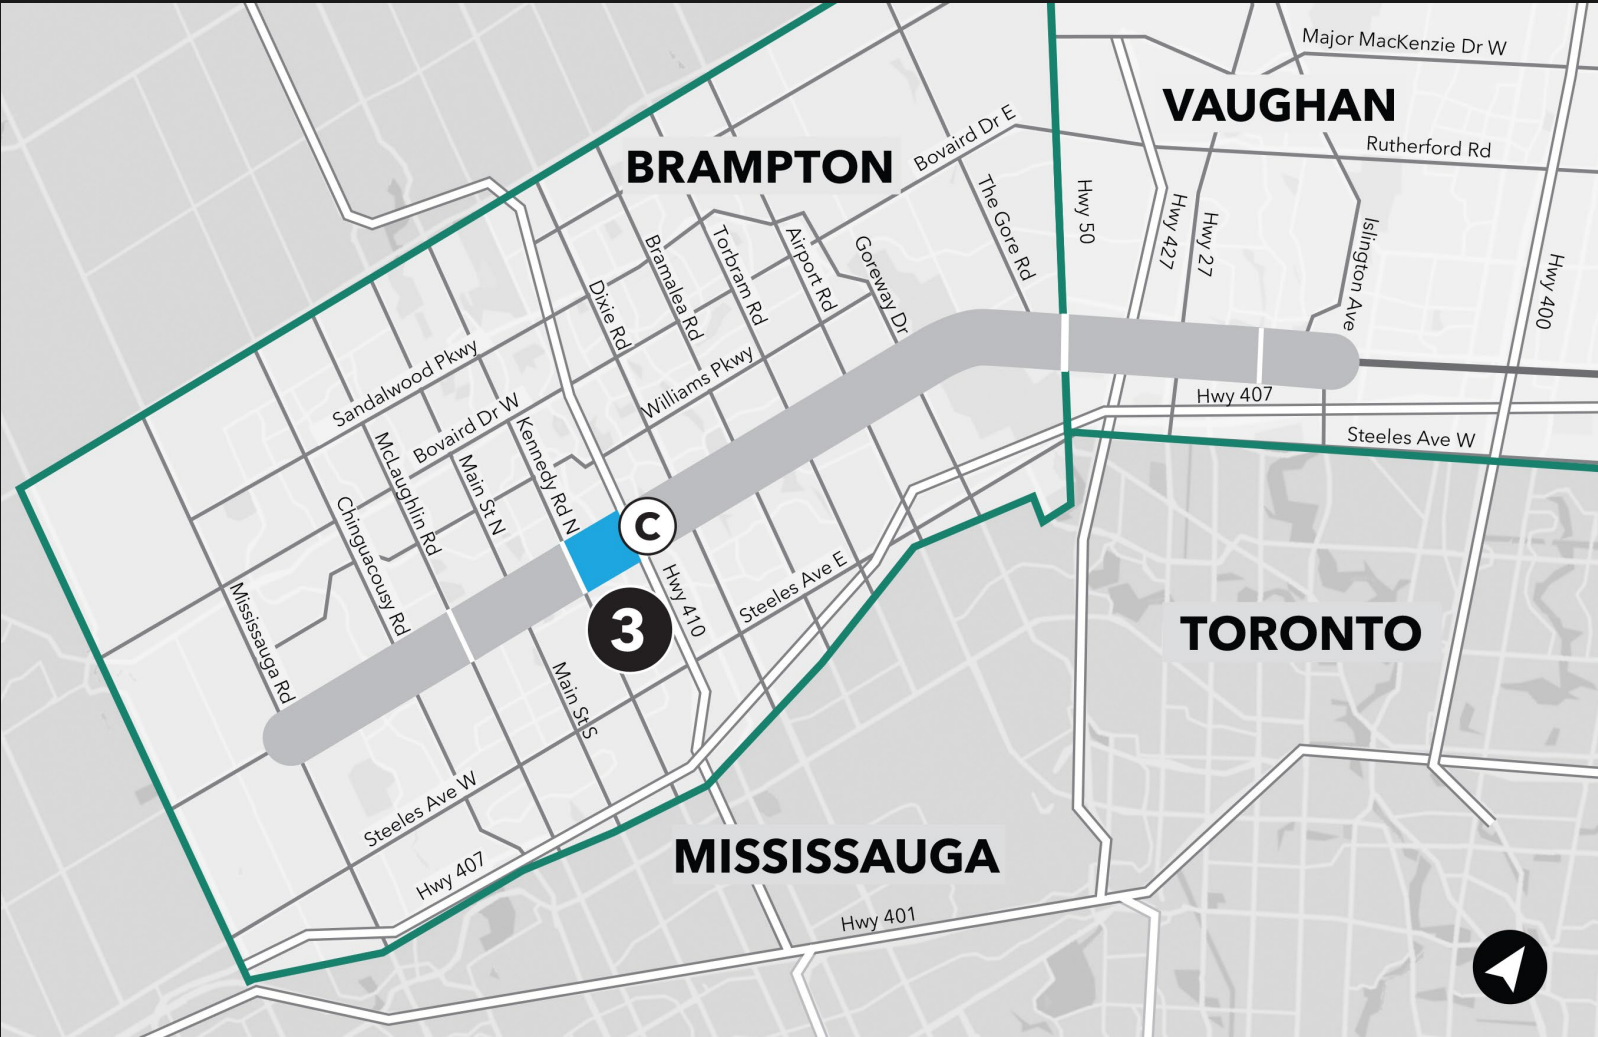 Major MacKenzie Dr W
VAUGHAN
Bovaird Dr E
Rutherford Rd
BRAMPTON
The Gore Rd
Hwy 50
Hwy 427
Hwy 27
Islington Ave
Hwy 400
Bramalea Rd
Torbram Rd
Airport Rd
Goreway Dr
Dixie Rd
Sandalwood Pkwy
Williams Pkwy
Hwy 407
Bovaird Dr W
Steeles Ave W
McLaughlin Rd
Main St N
Kennedy Rd N
Chinguacousy Rd
C
Hwy 410
Steeles Ave E
Mississauga Rd
3
TORONTO
Main St S
Steeles Ave W
Hwy 407
MISSISSAUGA
Hwy 401